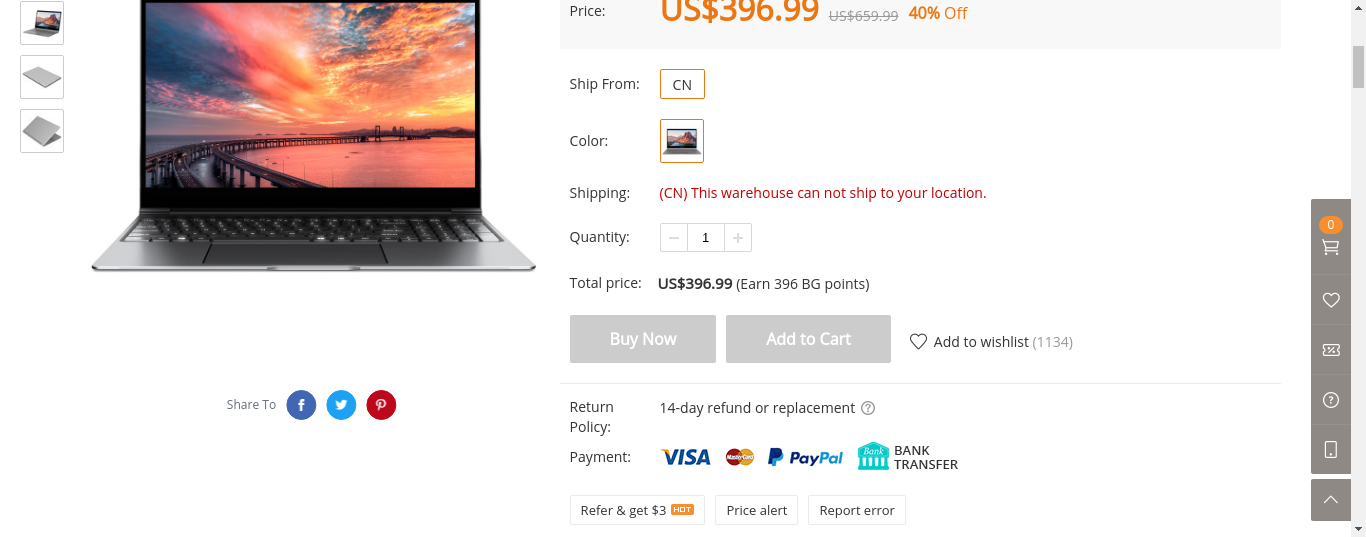 Price: US$396.99 US$659.99 40% Off
Ship From: CN
Color:
Shipping: (CN) This warehouse can not ship to your location.
Quantity: 1
Total price: US$396.99 (Earn 396 BG points)
Buy Now Add to Cart Add to wishlist (1134)
Share To
Return Policy: 14-day refund or replacement
Payment: VISA MasterCard PayPal Bank BANK TRANSFER
Refer & get $3 HOT Price alert Report error
0